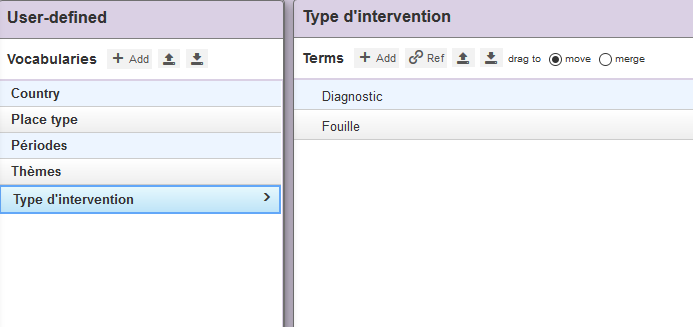 User-defined
Vocabularies Add
Country
Place type
Périodes
Thèmes
Type d'intervention
Type d'intervention
Terms Add Ref drag to move merge
Diagnostic
Fouille